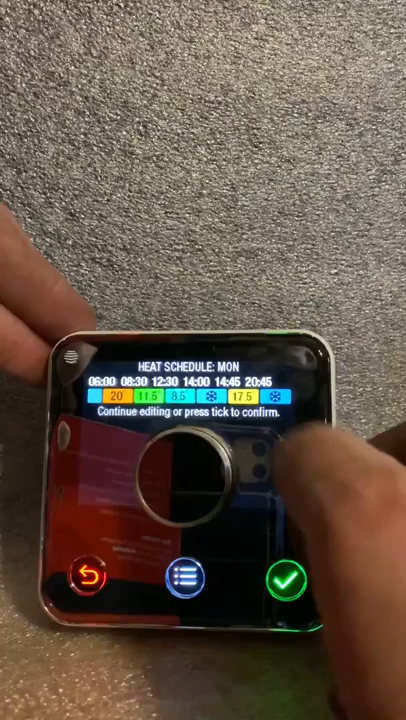 HEAT SCHEDULE: MON
06:00 08:30 12:30 14:00 14:45 20:45
20° 11.5° 8.5° 17.5
Continue editing or press tick to confirm.